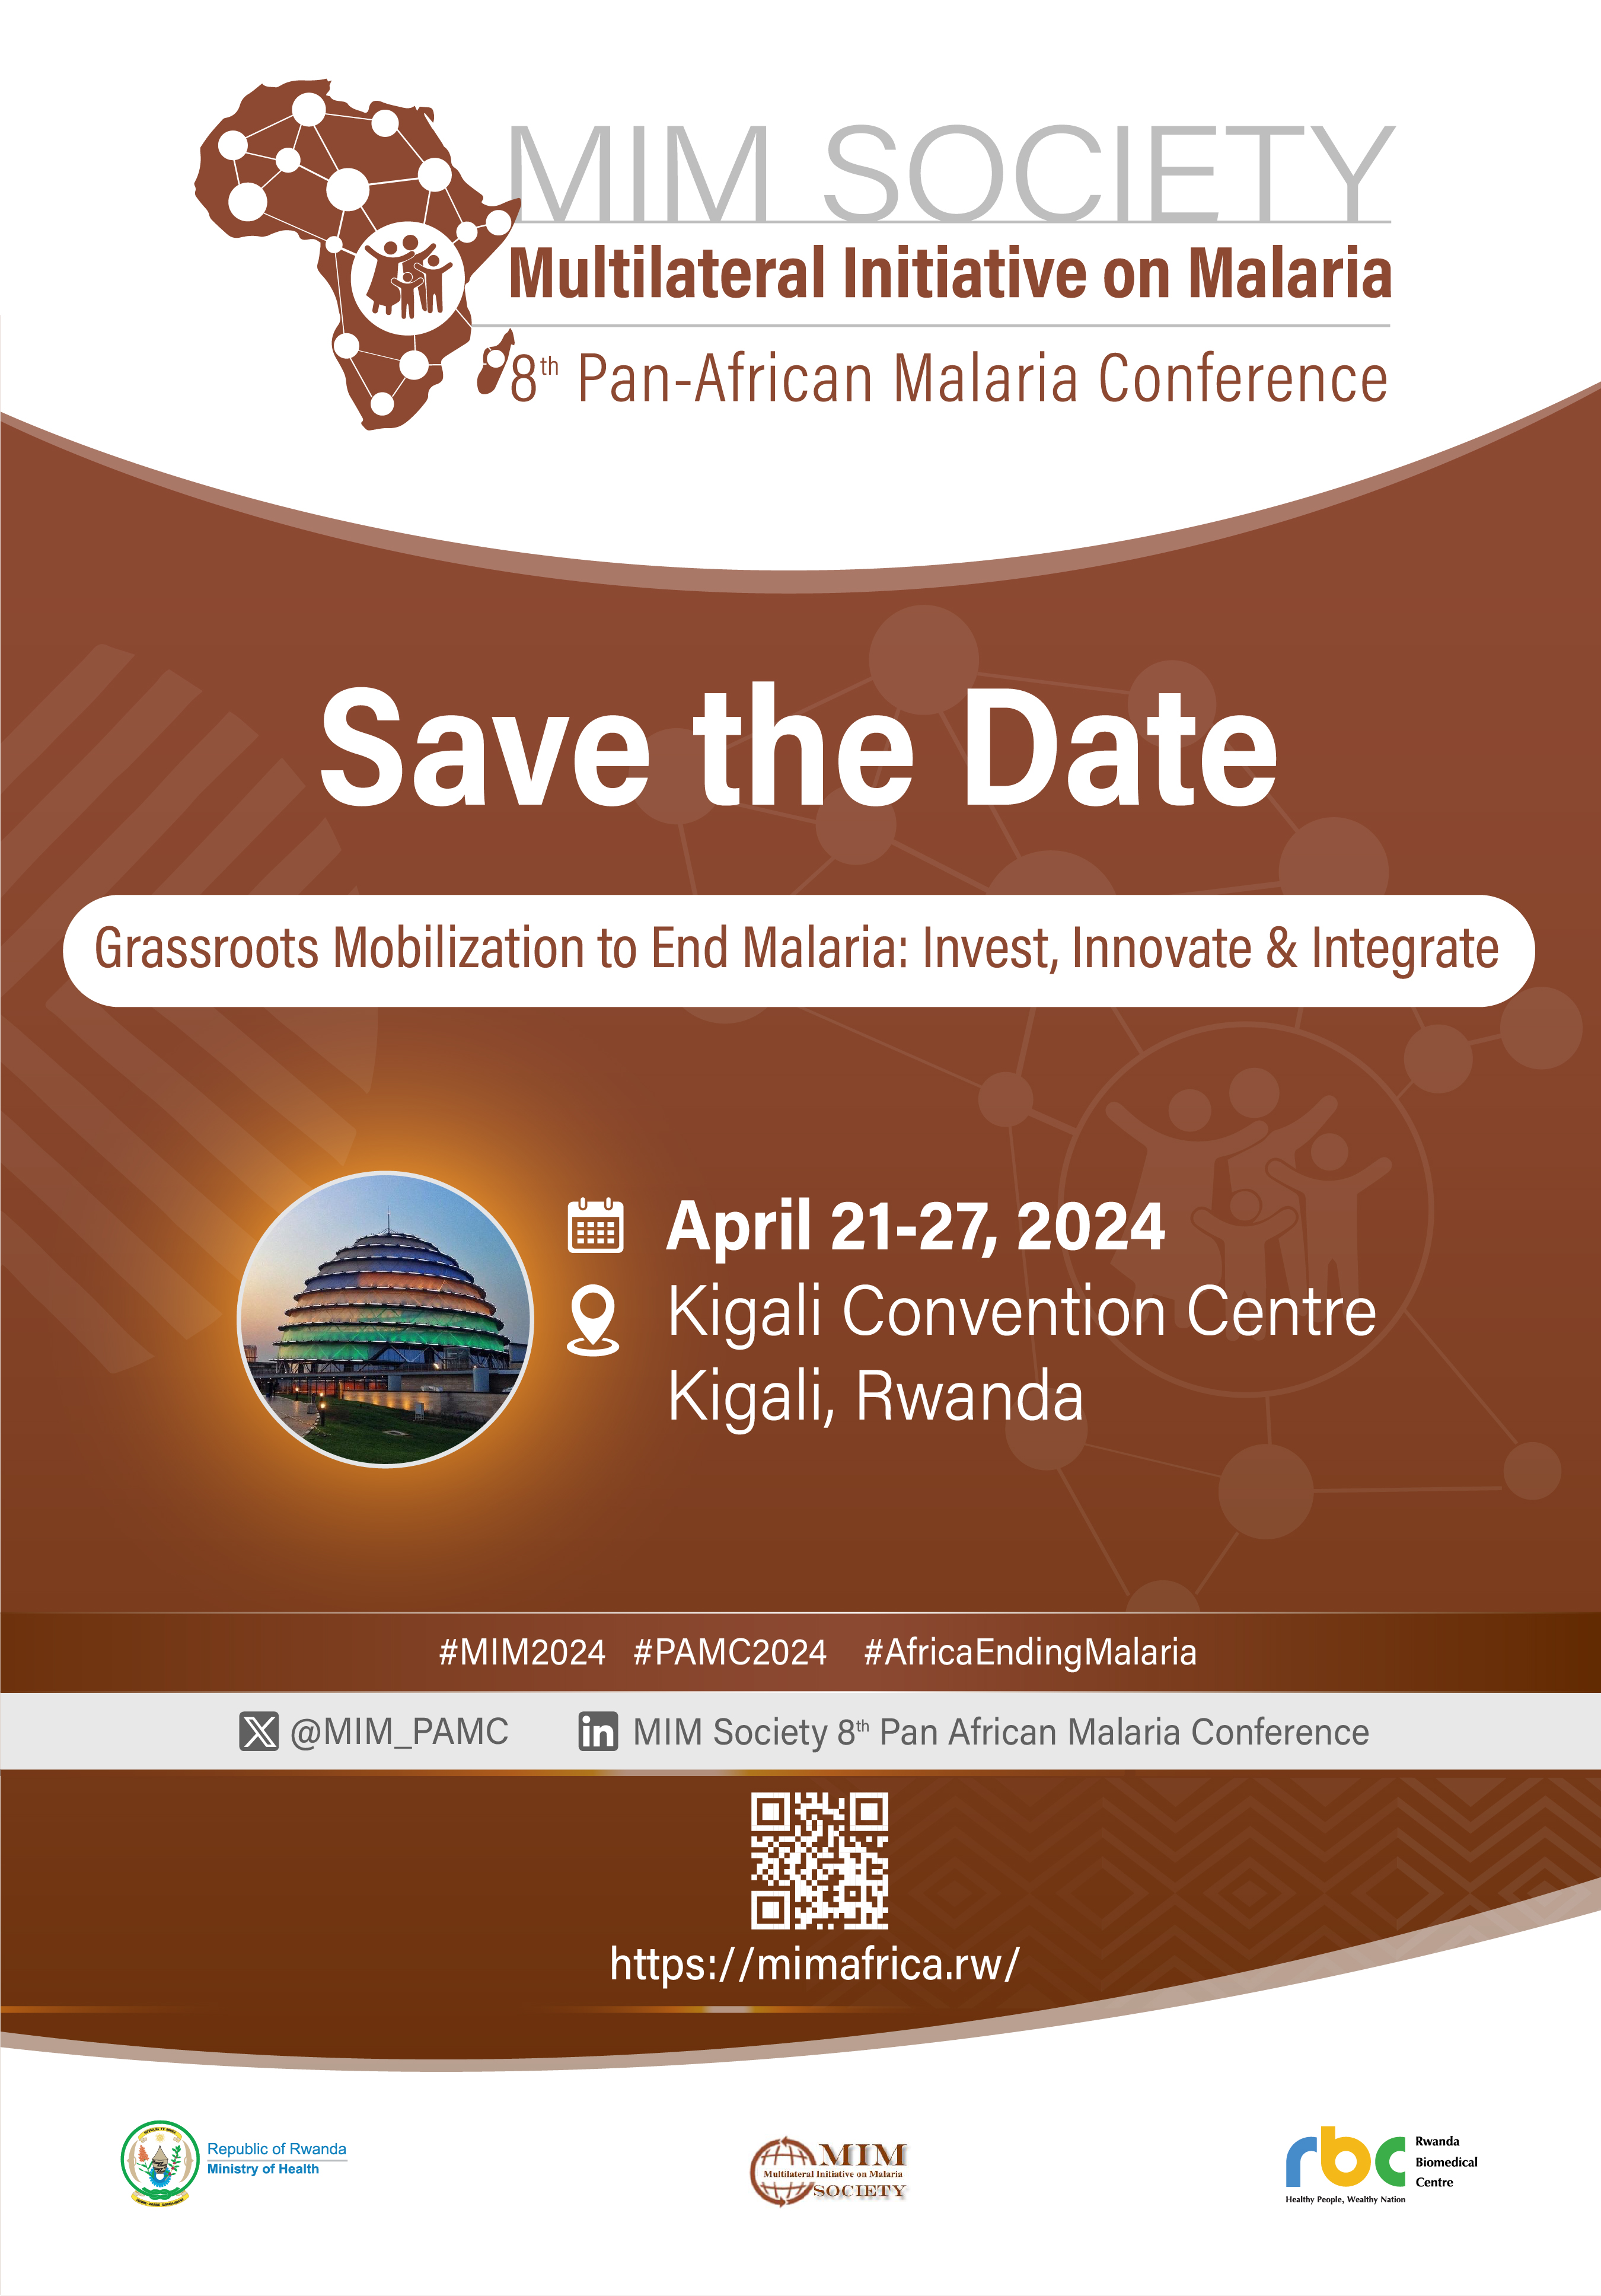 MIM SOCIETY
Multilateral Initiative on Malaria
8th Pan-African Malaria Conference
Save the Date
Grassroots Mobilization to End Malaria: Invest, Innovate & Integrate
April 21-27, 2024
Kigali Convention Centre
Kigali, Rwanda
#MIM2024 #PAMC2024 #AfricaEndingMalaria
@MIM_PAMC
MIM Society 8th Pan African Malaria Conference
https://mimafrica.rw/
Republic of Rwanda
Ministry of Health
MIM
Multilateral Initiative on Malaria
SOCIETY
rbc
Rwanda
Biomedical
Centre
Healthy People, Wealthy Nation